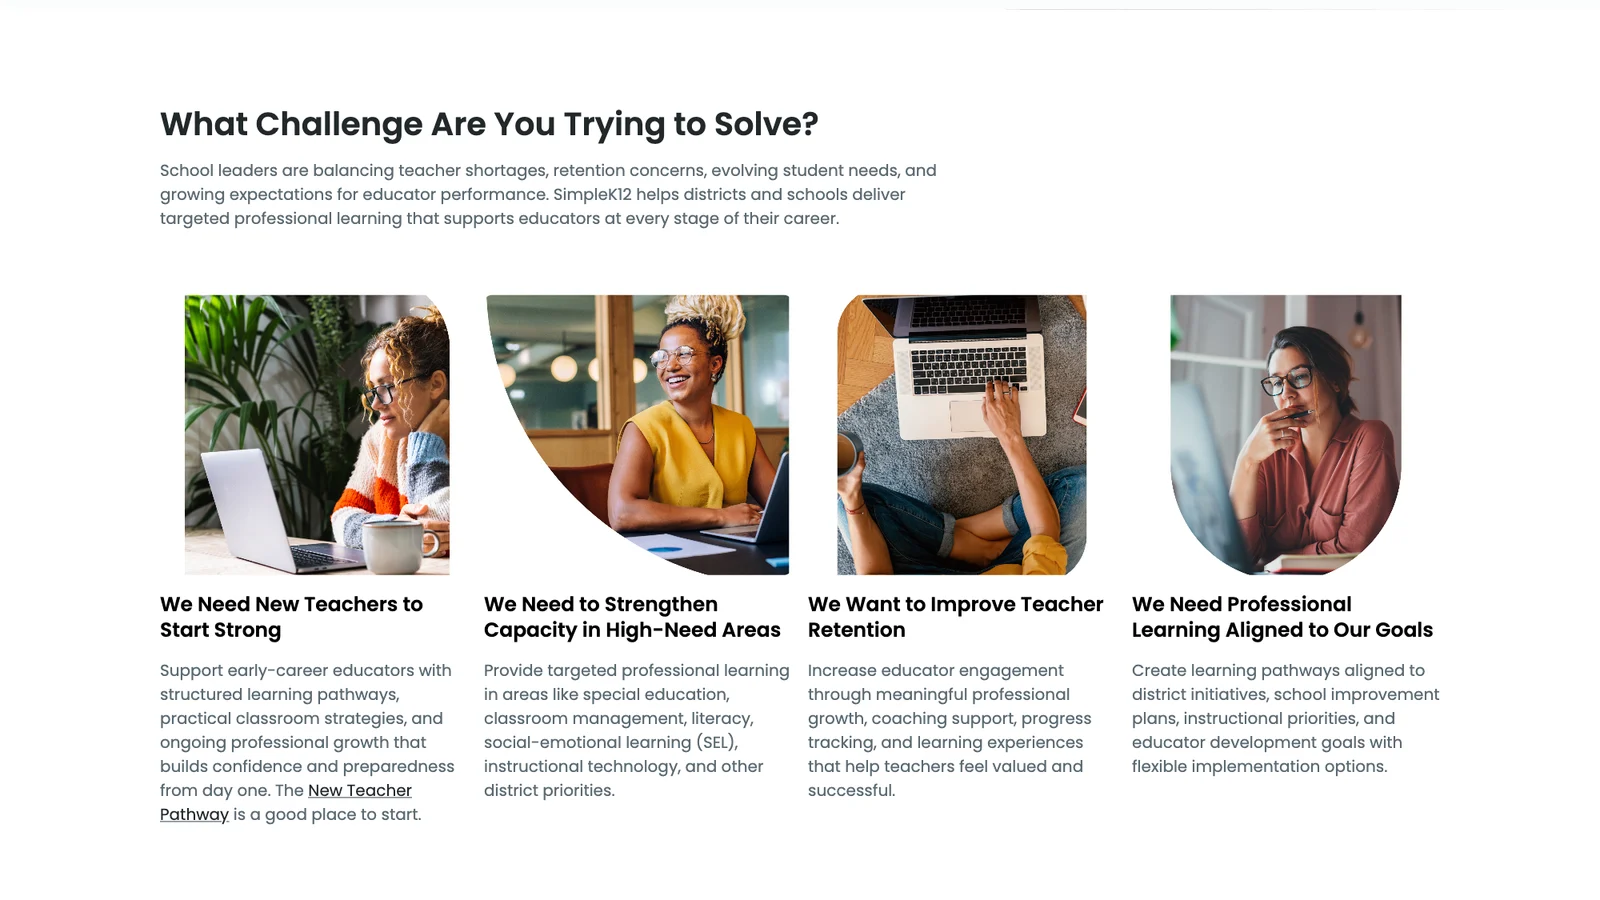 What Challenge Are You Trying to Solve?
School leaders are balancing teacher shortages, retention concerns, evolving student needs, and
growing expectations for educator performance. SimpleK12 helps districts and schools deliver
targeted professional learning that supports educators at every stage of their career.
We Need New Teachers to
Start Strong
Support early-career educators with
structured learning pathways,
practical classroom strategies, and
ongoing professional growth that
builds confidence and preparedness
from day one. The New Teacher
Pathway is a good place to start.
We Need to Strengthen
Capacity in High-Need Areas
Provide targeted professional learning
in areas like special education,
classroom management, literacy,
social-emotional learning (SEL),
instructional technology, and other
district priorities.
We Want to Improve Teacher
Retention
Increase educator engagement
through meaningful professional
growth, coaching support, progress
tracking, and learning experiences
that help teachers feel valued and
successful.
We Need Professional
Learning Aligned to Our Goals
Create learning pathways aligned to
district initiatives, school improvement
plans, instructional priorities, and
educator development goals with
flexible implementation options.